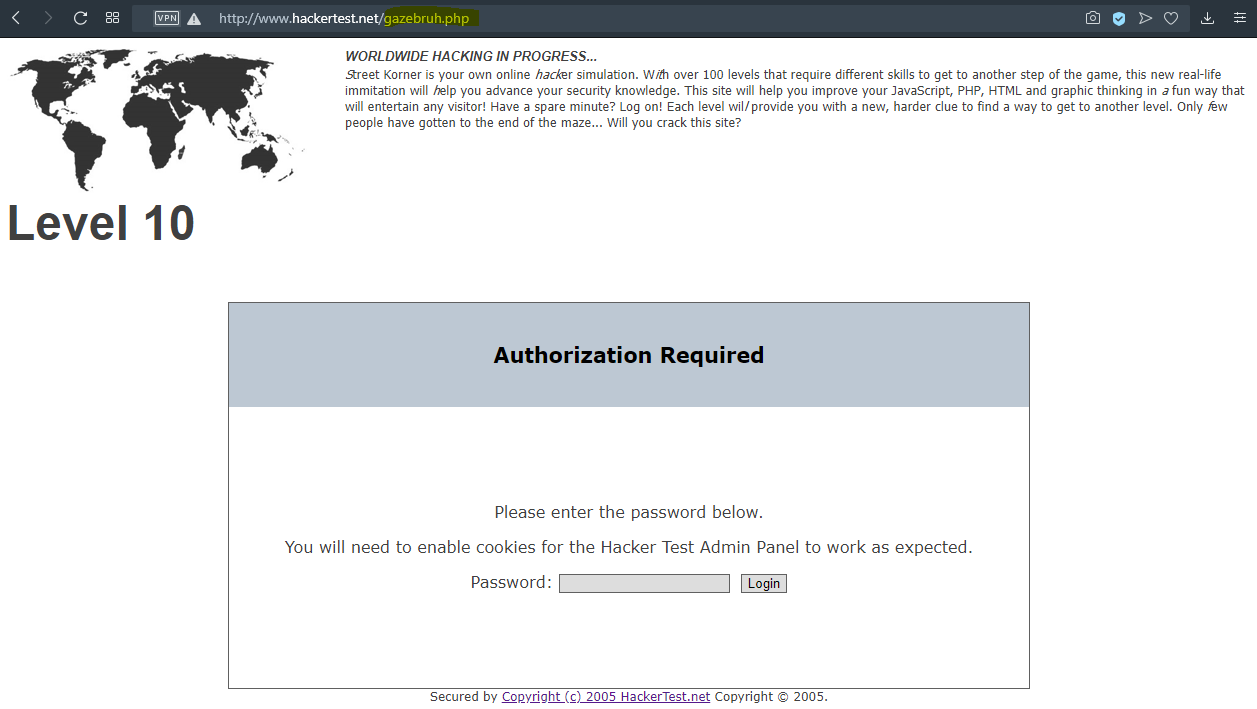 VPN http://www.hackertest.net/gazebruh.php
WORLDWIDE HACKING IN PROGRESS...
Street Korner is your own online hacker simulation. With over 100 levels that require different skills to get to another step of the game, this new real-life
immitation will help you advance your security knowledge. This site will help you improve your JavaScript, PHP, HTML and graphic thinking in a fun way that
will entertain any visitor! Have a spare minute? Log on! Each level will provide you with a new, harder clue to find a way to get to another level. Only few
people have gotten to the end of the maze... Will you crack this site?
Level 10
Authorization Required
Please enter the password below.
You will need to enable cookies for the Hacker Test Admin Panel to work as expected.
Password: Login
Secured by Copyright (c) 2005 HackerTest.net Copyright © 2005.